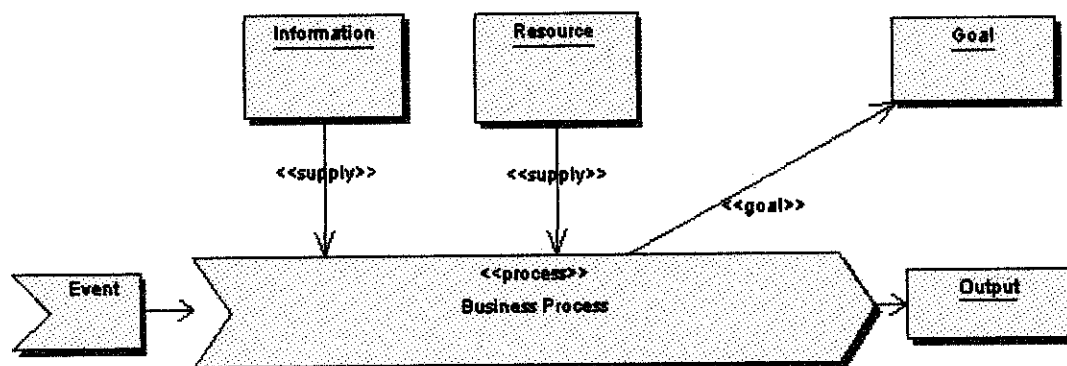 Information
Resource
Goal
<<supply>>
<<supply>>
<<goal>>
Event
<<process>>
Business Process
Output